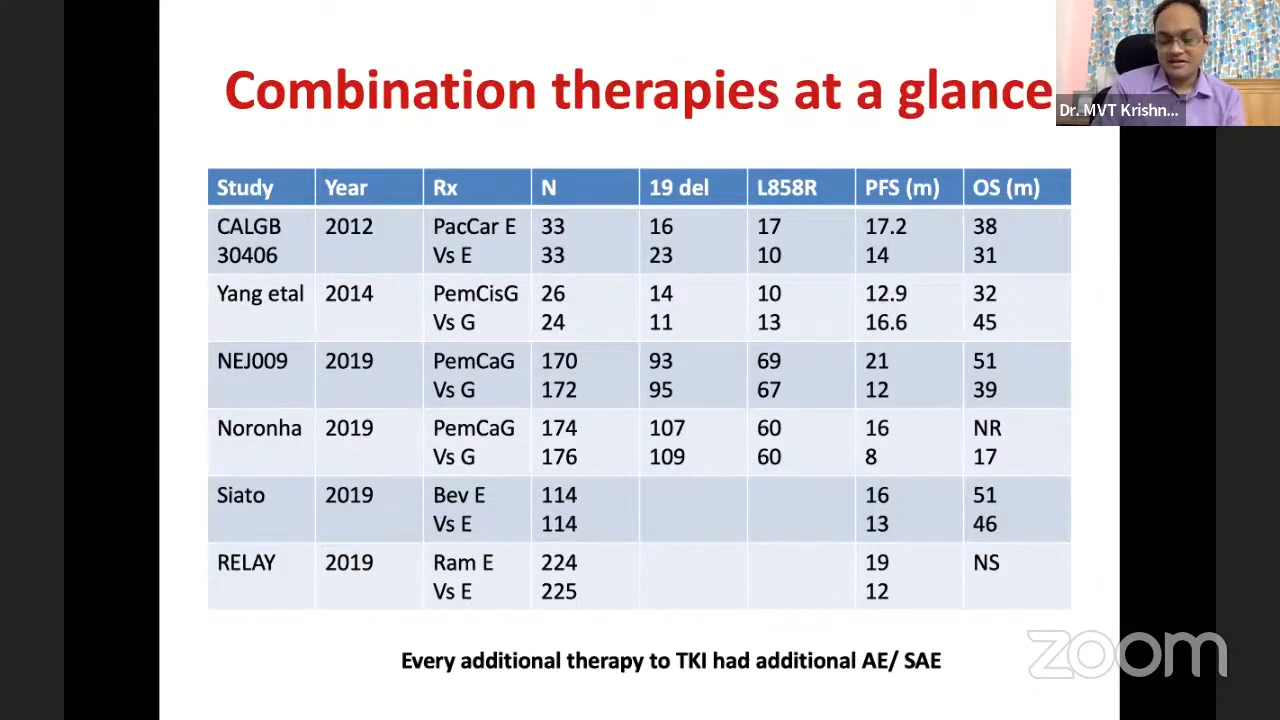 Combination therapies at a glance
Dr. MVT Krishn...
Study Year Rx N 19 del L858R PFS (m) OS (m)
CALGB 2012 PacCar E 33 16 17 17.2 38
30406 Vs E 33 23 10 14 31
Yang etal 2014 PemCisG 26 14 10 12.9 32
Vs G 24 11 13 16.6 45
NEJ009 2019 PemCaG 170 93 69 21 51
Vs G 172 95 67 12 39
Noronha 2019 PemCaG 174 107 60 16 NR
Vs G 176 109 60 8 17
Siato 2019 Bev E 114 16 51
Vs E 114 13 46
RELAY 2019 Ram E 224 19 NS
Vs E 225 12
Every additional therapy to TKI had additional AE/ SAE
zoom